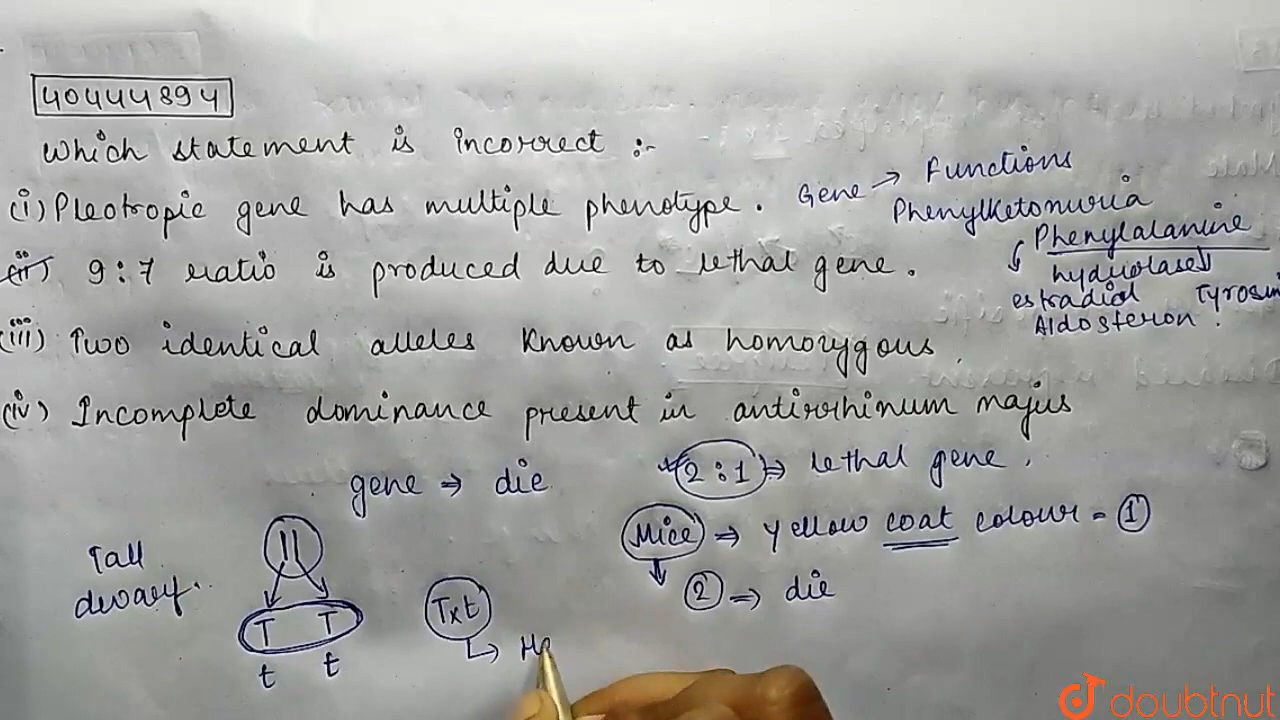 40444894
Which statement is incorrect :-
(i) Pleotropic gene has multiple phenotype.
Gene → Functions
Phenylketonuria
Phenylalanine
hydrolases
estradiol Tyrosin
Aldosteron.
(ii) 9:7 ratio is produced due to lethal gene.
(iii) Two identical alleles known as homozygous.
(iv) Incomplete dominance present in antirrhinum majus
gene ⇒ die
2:1 ⇒ lethal gene.
Mice ⇒ yellow coat colour = 1
2 ⇒ die
Tall
dwarf.
T T
t t
Txt
doubtnut